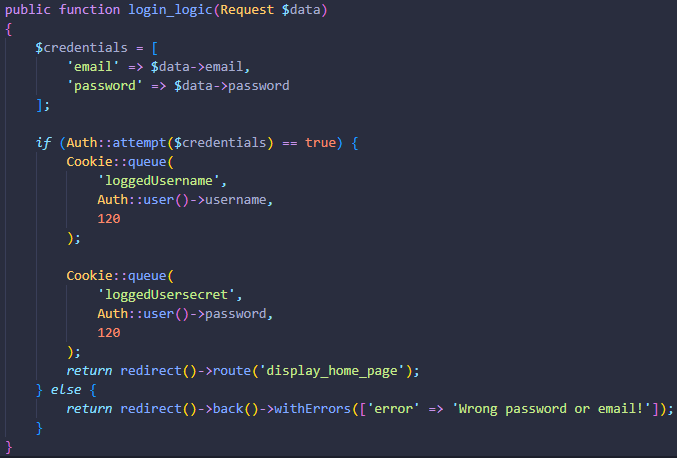 public function login_logic(Request $data)
{
    $credentials = [
        'email' => $data->email,
        'password' => $data->password
    ];

    if (Auth::attempt($credentials) == true) {
        Cookie::queue(
            'loggedUsername',
            Auth::user()->username,
            120
        );

        Cookie::queue(
            'loggedUsersecret',
            Auth::user()->password,
            120
        );
        return redirect()->route('display_home_page');
    } else {
        return redirect()->back()->withErrors(['error' => 'Wrong password or email!']);
    }
}